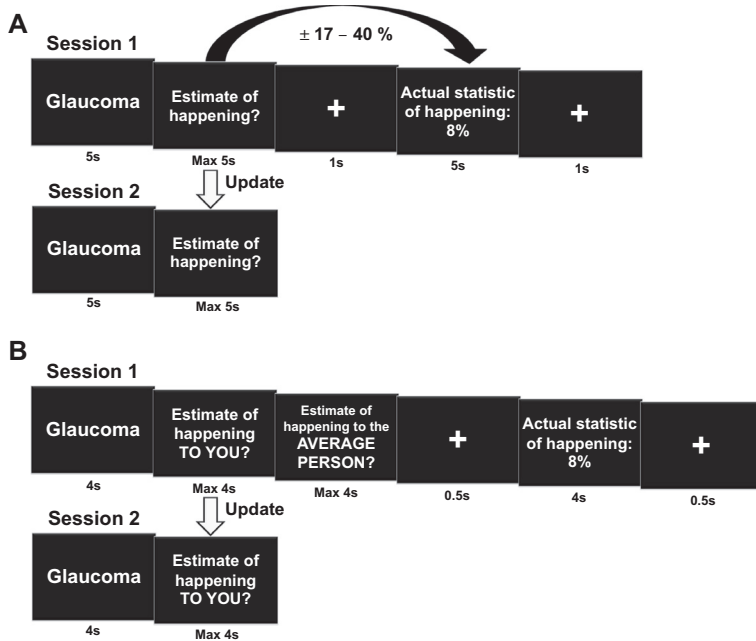 A
± 17 – 40 %
Session 1
Glaucoma
5s
Estimate of
happening?
Max 5s
+
1s
Actual statistic
of happening:
8%
5s
+
1s
Update
Session 2
Glaucoma
5s
Estimate of
happening?
Max 5s
B
Session 1
Glaucoma
4s
Estimate of
happening
TO YOU?
Max 4s
Estimate of
happening to the
AVERAGE
PERSON?
Max 4s
+
0.5s
Actual statistic
of happening:
8%
4s
+
0.5s
Update
Session 2
Glaucoma
4s
Estimate of
happening
TO YOU?
Max 4s